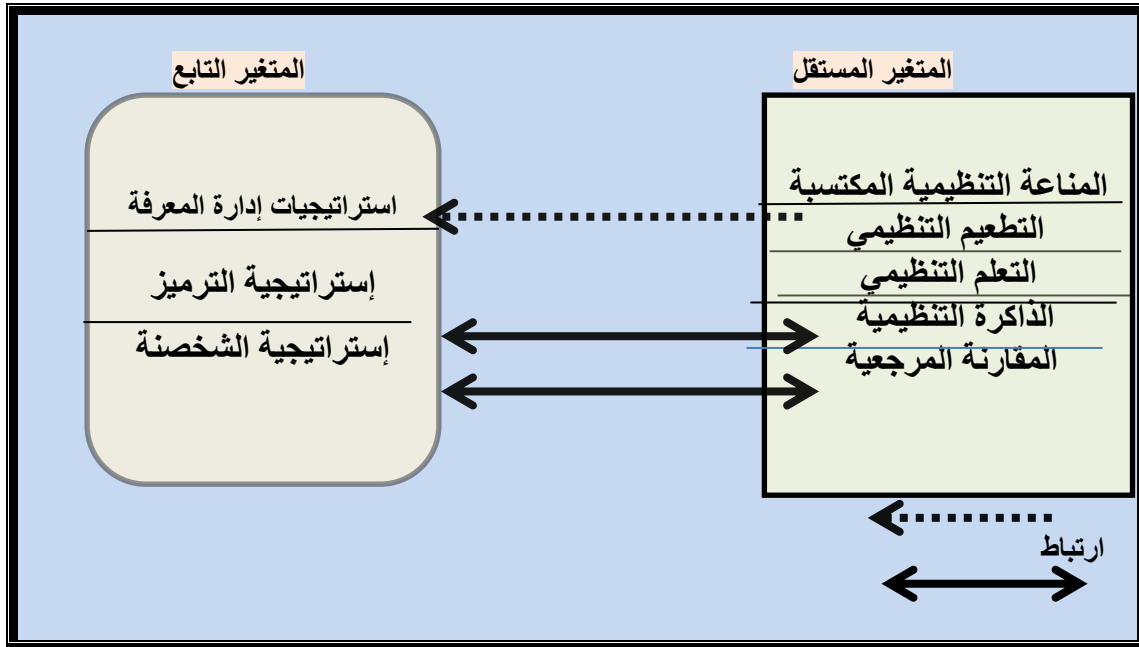 المتغير المستقل
المناعة التنظيمية المكتسبة
التطعيم التنظيمي
التعلم التنظيمي
الذاكرة التنظيمية
المقارنة المرجعية
المتغير التابع
استراتيجيات إدارة المعرفة
إستراتيجية الترميز
إستراتيجية الشخصنة
ارتباط